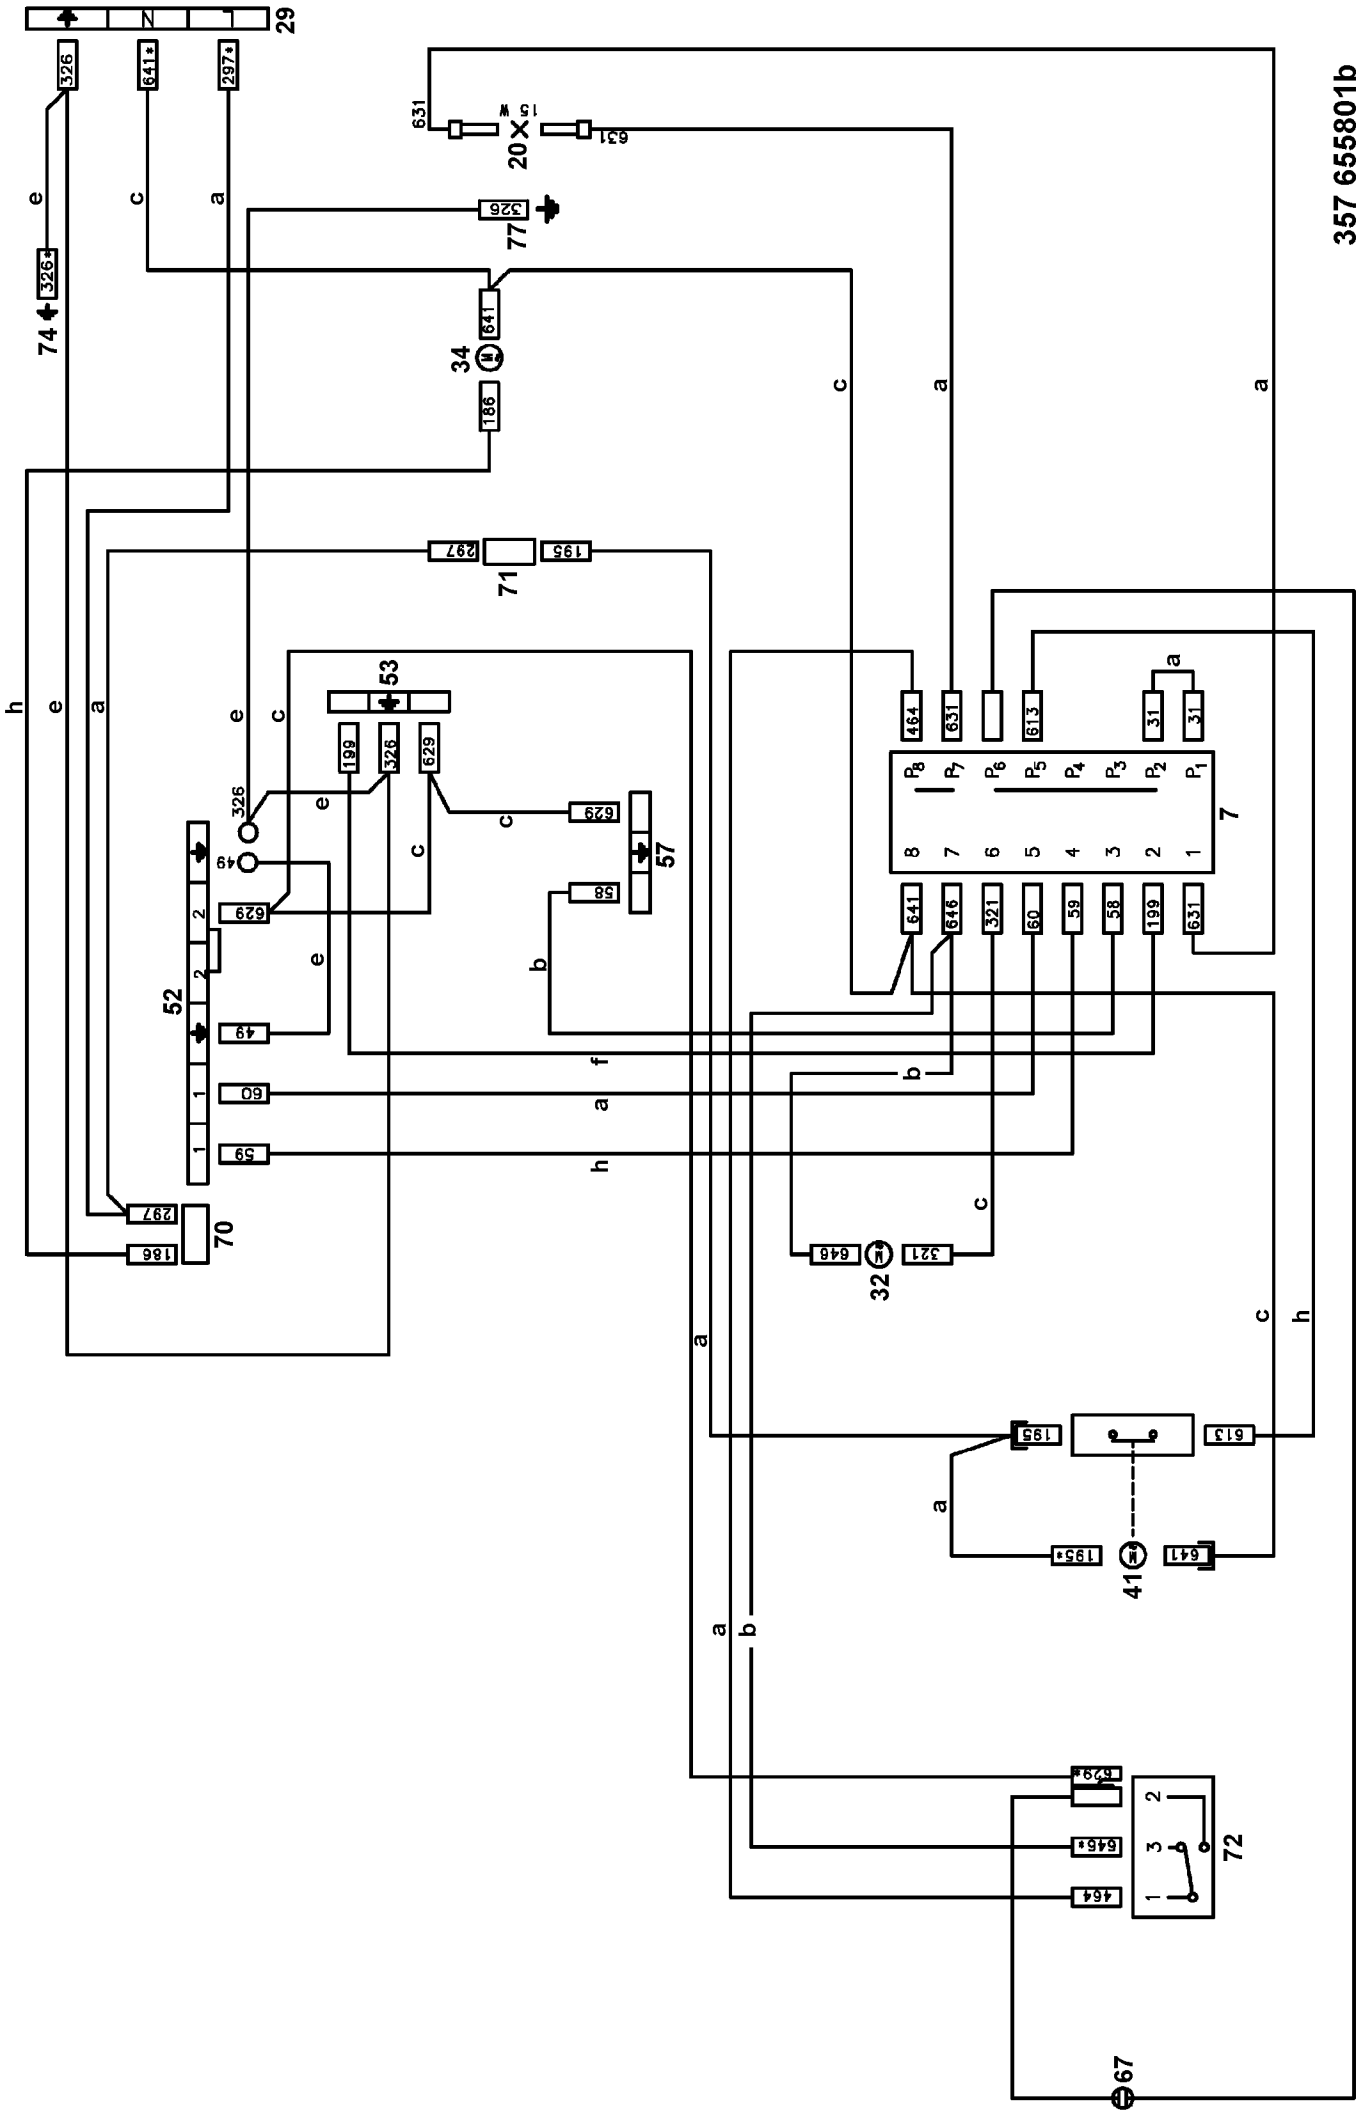 N
L
29
326
641*
297*
e
c
a
326*
74
631
15 W
20
631
326
77
641
34
M
186
c
a
a
h
e
a
e
c
297
71
195
53
199
326
629
326
49
e
c
c
629
58
57
b
52
1
1
2
2
59
60
49
629
e
297
186
70
f
a
h
b
464
631
613
31
31
a
P8
P7
P6
P5
P4
P3
P2
P1
8
7
6
5
4
3
2
1
7
641
646
321
60
59
58
199
631
c
646
M
321
32
a
c
h
195
613
a
195*
M
641
41
a
b
629*
646*
464
2
3
1
72
67
357 655801b